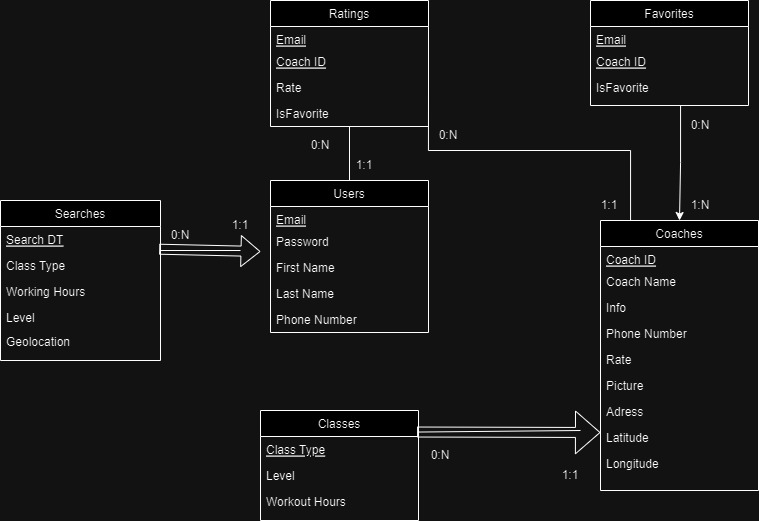 Ratings
Email
Coach ID
Rate
IsFavorite
Favorites
Email
Coach ID
IsFavorite
0:N
0:N
0:N
1:1
1:1
1:N
Searches
Search DT
Class Type
Working Hours
Level
Geolocation
0:N
1:1
Users
Email
Password
First Name
Last Name
Phone Number
Coaches
Coach ID
Coach Name
Info
Phone Number
Rate
Picture
Adress
Latitude
Longitude
Classes
Class Type
Level
Workout Hours
0:N
1:1